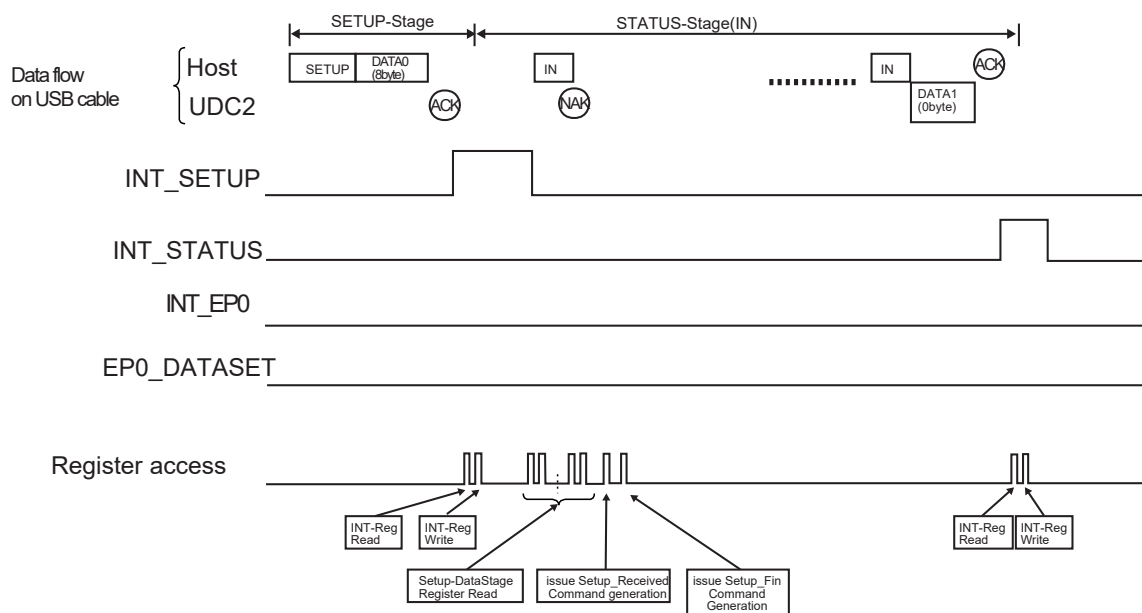 SETUP-Stage
STATUS-Stage(IN)
Data flow
on USB cable
Host
UDC2
SETUP
DATA0
(8byte)
ACK
IN
NAK
IN
DATA1
(0byte)
ACK
INT_SETUP
INT_STATUS
INT_EP0
EP0_DATASET
Register access
INT-Reg
Read
INT-Reg
Write
INT-Reg
Read
INT-Reg
Write
Setup-DataStage
Register Read
issue Setup_Received
Command generation
issue Setup_Fin
Command
Generation